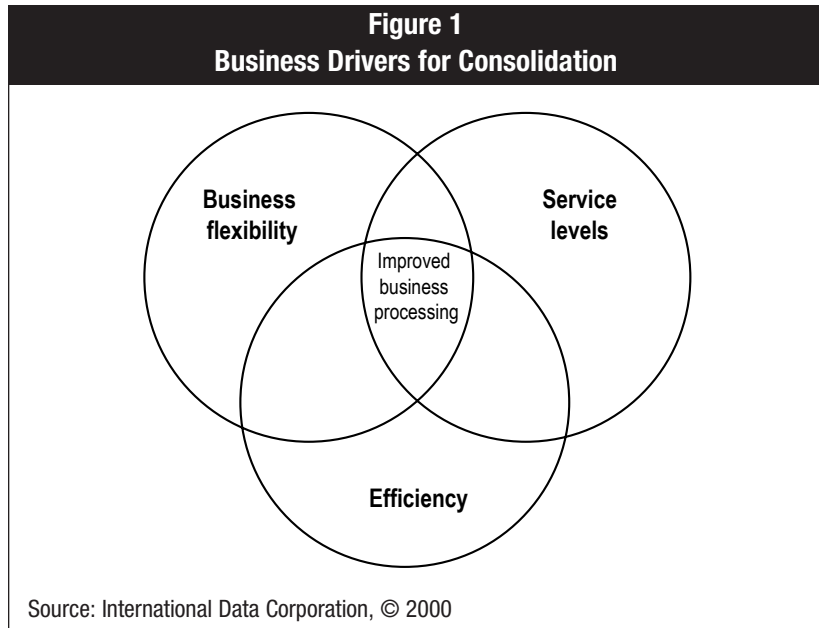 Figure 1
Business Drivers for Consolidation
Business
flexibility
Service
levels
Improved
business
processing
Efficiency
Source: International Data Corporation, © 2000